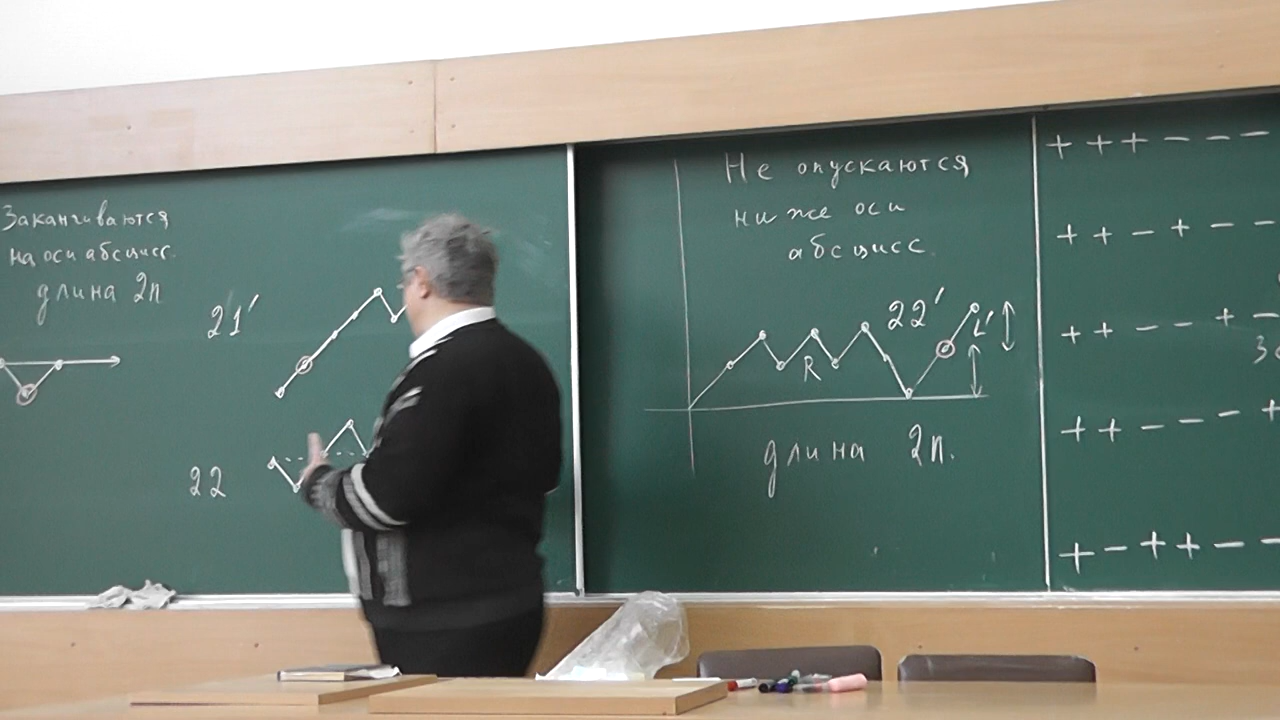 Заканчиваются
на оси абсцисс.
длина 2n
21'
22
Не опускаются
ниже оси
абсцисс.
22'
L'
R
длина 2n.
+ + + − − −
+ + − + − −
+ + − − + −
+ + − − − +
+ − + + − −